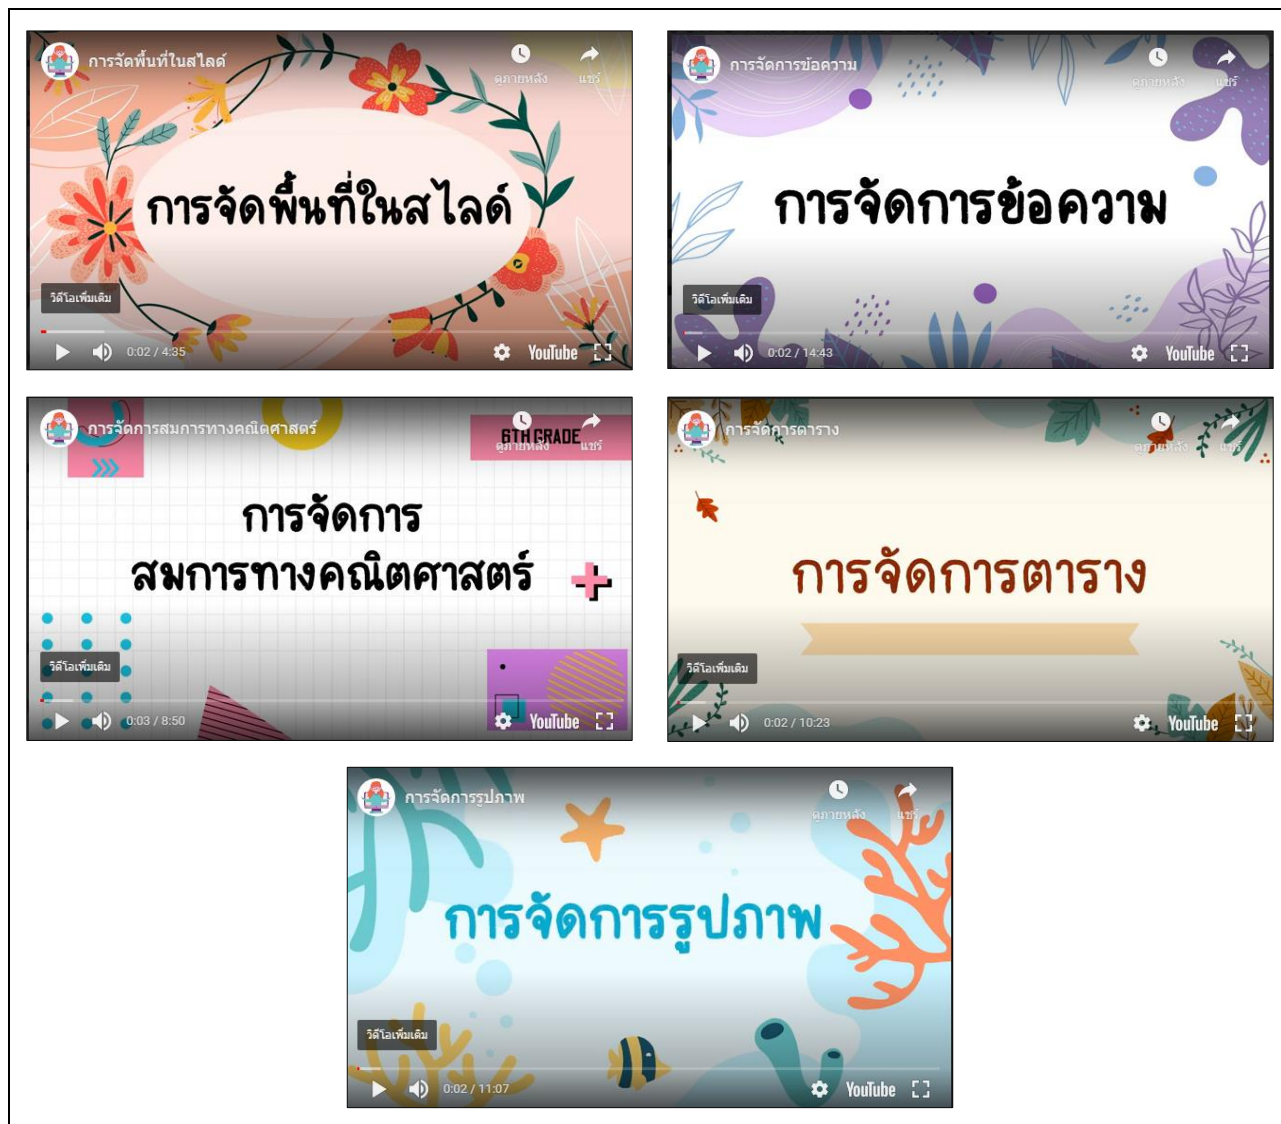 การจัดพื้นที่ในสไลด์
ดูภายหลัง
แชร์
การจัดพื้นที่ในสไลด์
วิดีโอเพิ่มเติม
0:02 / 4:35
YouTube
การจัดการข้อความ
ดูภายหลัง
แชร์
การจัดการข้อความ
วิดีโอเพิ่มเติม
0:02 / 14:43
YouTube
การจัดการสมการทางคณิตศาสตร์
6TH GRADE
ดูภายหลัง
แชร์
การจัดการ
สมการทางคณิตศาสตร์
วิดีโอเพิ่มเติม
0:03 / 8:50
YouTube
การจัดการตาราง
ดูภายหลัง
แชร์
การจัดการตาราง
วิดีโอเพิ่มเติม
0:02 / 10:23
YouTube
การจัดการรูปภาพ
ดูภายหลัง
แชร์
การจัดการรูปภาพ
วิดีโอเพิ่มเติม
0:02 / 11:07
YouTube